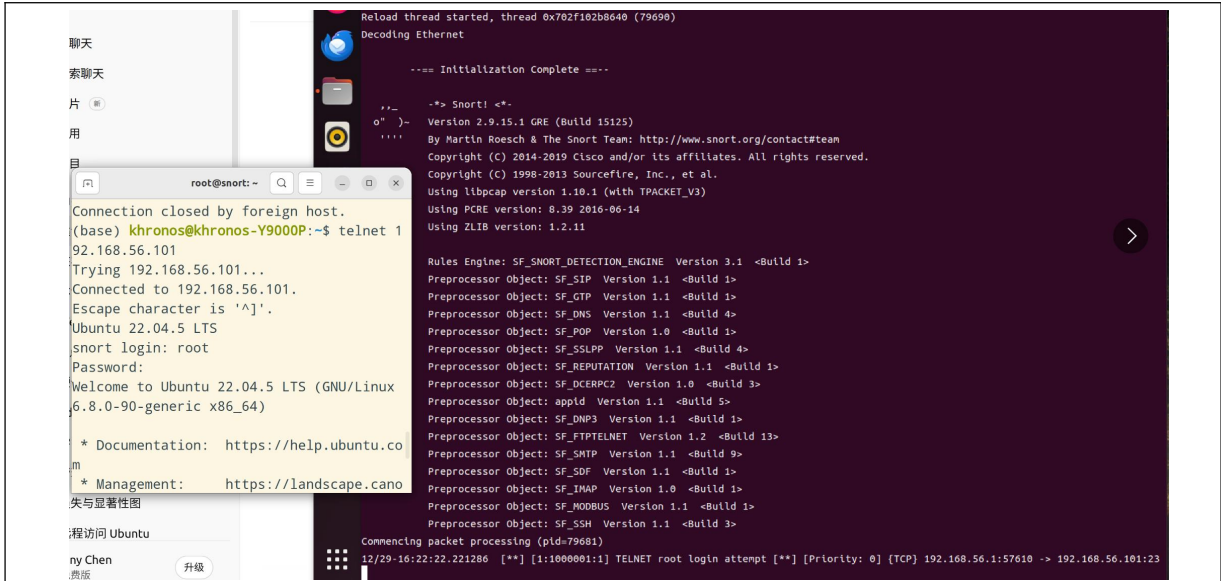 聊天
索聊天
片 新
用
目
失与显著性图
程访问 Ubuntu
ny Chen
费版
升级
root@snort: ~
Connection closed by foreign host.
(base) khronos@khronos-Y9000P:~$ telnet 1
92.168.56.101
Trying 192.168.56.101...
Connected to 192.168.56.101.
Escape character is '^]'.
Ubuntu 22.04.5 LTS
snort login: root
Password:
Welcome to Ubuntu 22.04.5 LTS (GNU/Linux
6.8.0-90-generic x86_64)
* Documentation:  https://help.ubuntu.co
m
* Management:     https://landscape.cano
Reload thread started, thread 0x702f102b8640 (79690)
Decoding Ethernet
--== Initialization Complete ==--
,,_     -*> Snort! <*-
o"  )~   Version 2.9.15.1 GRE (Build 15125)
''''    By Martin Roesch & The Snort Team: http://www.snort.org/contact#team
Copyright (C) 2014-2019 Cisco and/or its affiliates. All rights reserved.
Copyright (C) 1998-2013 Sourcefire, Inc., et al.
Using libpcap version 1.10.1 (with TPACKET_V3)
Using PCRE version: 8.39 2016-06-14
Using ZLIB version: 1.2.11
Rules Engine: SF_SNORT_DETECTION_ENGINE  Version 3.1  <Build 1>
Preprocessor Object: SF_SIP  Version 1.1  <Build 1>
Preprocessor Object: SF_GTP  Version 1.1  <Build 1>
Preprocessor Object: SF_DNS  Version 1.1  <Build 4>
Preprocessor Object: SF_POP  Version 1.0  <Build 1>
Preprocessor Object: SF_SSLPP  Version 1.1  <Build 4>
Preprocessor Object: SF_REPUTATION  Version 1.1  <Build 1>
Preprocessor Object: SF_DCERPC2  Version 1.0  <Build 3>
Preprocessor Object: appid  Version 1.1  <Build 5>
Preprocessor Object: SF_DNP3  Version 1.1  <Build 1>
Preprocessor Object: SF_FTPTELNET  Version 1.2  <Build 13>
Preprocessor Object: SF_SMTP  Version 1.1  <Build 9>
Preprocessor Object: SF_SDF  Version 1.1  <Build 1>
Preprocessor Object: SF_IMAP  Version 1.0  <Build 1>
Preprocessor Object: SF_MODBUS  Version 1.1  <Build 1>
Preprocessor Object: SF_SSH  Version 1.1  <Build 3>
Commencing packet processing (pid=79681)
12/29-16:22:22.221286  [**] [1:1000001:1] TELNET root login attempt [**] [Priority: 0] {TCP} 192.168.56.1:57610 -> 192.168.56.101:23